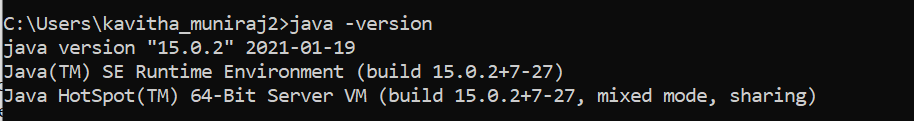 C:\Users\kavitha_muniraj2>java -version
java version "15.0.2" 2021-01-19
Java(TM) SE Runtime Environment (build 15.0.2+7-27)
Java HotSpot(TM) 64-Bit Server VM (build 15.0.2+7-27, mixed mode, sharing)